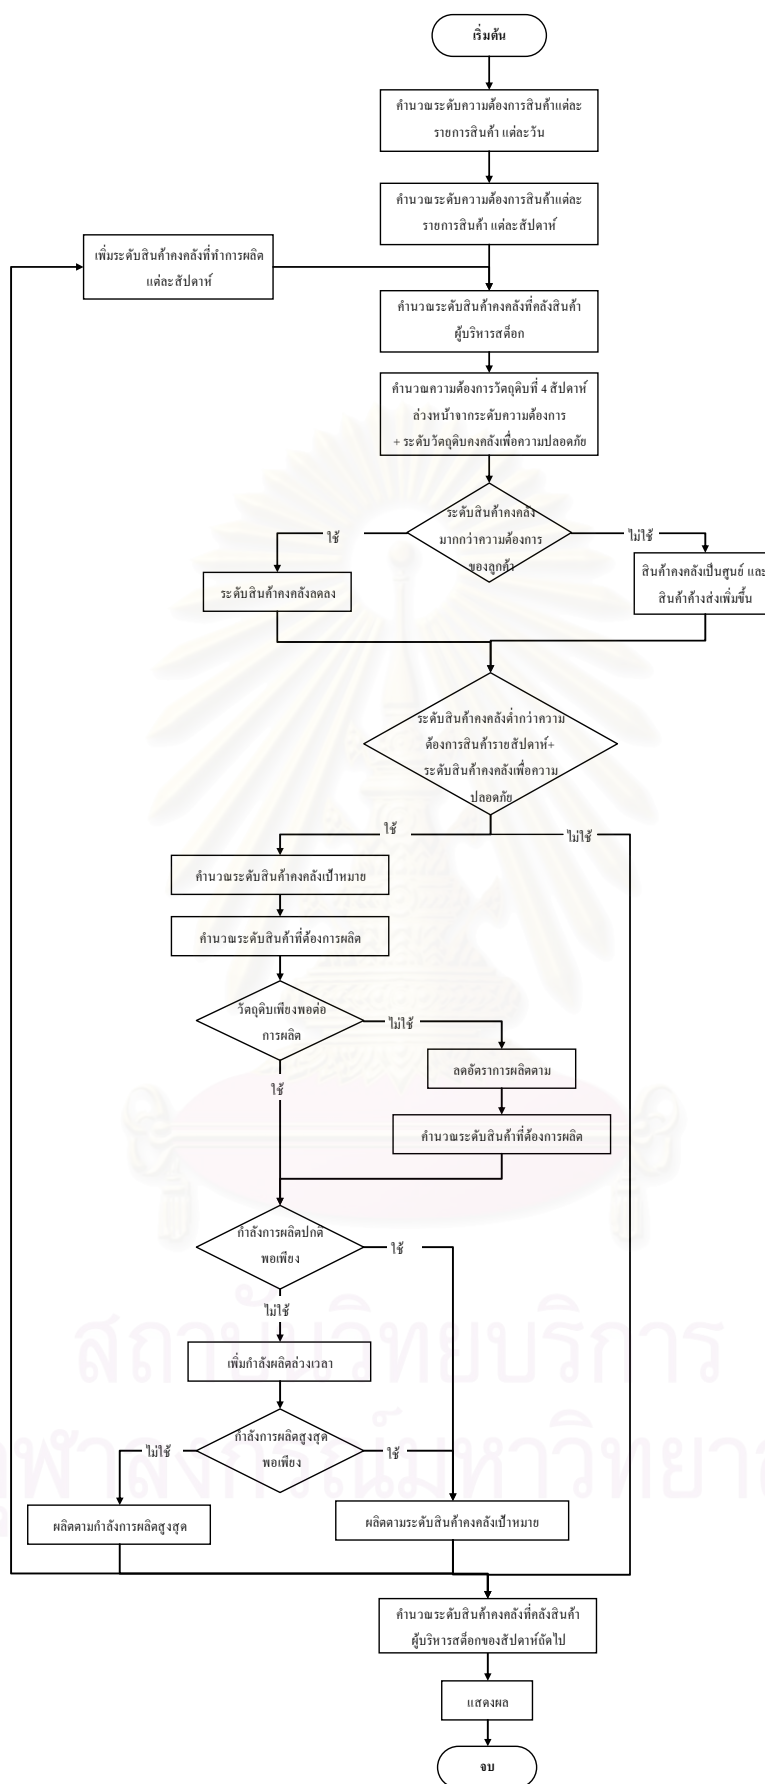 เริ่มต้น
คำนวณระดับความต้องการสินค้าแต่ละ
รายการสินค้า แต่ละวัน
คำนวณระดับความต้องการสินค้าแต่ละ
รายการสินค้า แต่ละสัปดาห์
เพิ่มระดับสินค้าคงคลังที่ทำการผลิต
แต่ละสัปดาห์
คำนวณระดับสินค้าคงคลังที่คลังสินค้า
ผู้บริหารสต็อก
คำนวณความต้องการวัตถุดิบที่ 4 สัปดาห์
ล่วงหน้าจากระดับความต้องการ
+ ระดับวัตถุดิบคงคลังเพื่อความปลอดภัย
ระดับสินค้าคงคลัง
มากกว่าความต้องการ
ของลูกค้า
ใช้
ไม่ใช้
ระดับสินค้าคงคลังลดลง
สินค้าคงคลังเป็นศูนย์ และ
สินค้าค้างส่งเพิ่มขึ้น
ระดับสินค้าคงคลังต่ำกว่าความ
ต้องการสินค้ารายสัปดาห์+
ระดับสินค้าคงคลังเพื่อความ
ปลอดภัย
ใช้
ไม่ใช้
คำนวณระดับสินค้าคงคลังเป้าหมาย
คำนวณระดับสินค้าที่ต้องการผลิต
วัตถุดิบเพียงพอต่อ
การผลิต
ไม่ใช้
ใช้
ลดอัตราการผลิตตาม
คำนวณระดับสินค้าที่ต้องการผลิต
กำลังการผลิตปกติ
พอเพียง
ใช้
ไม่ใช้
เพิ่มกำลังผลิตล่วงเวลา
กำลังการผลิตสูงสุด
พอเพียง
ไม่ใช้
ใช้
ผลิตตามกำลังการผลิตสูงสุด
ผลิตตามระดับสินค้าคงคลังเป้าหมาย
คำนวณระดับสินค้าคงคลังที่คลังสินค้า
ผู้บริหารสต็อกของสัปดาห์ถัดไป
แสดงผล
จบ
สถาบันวิทยบริการ
จุฬาลงกรณ์มหาวิทยาล